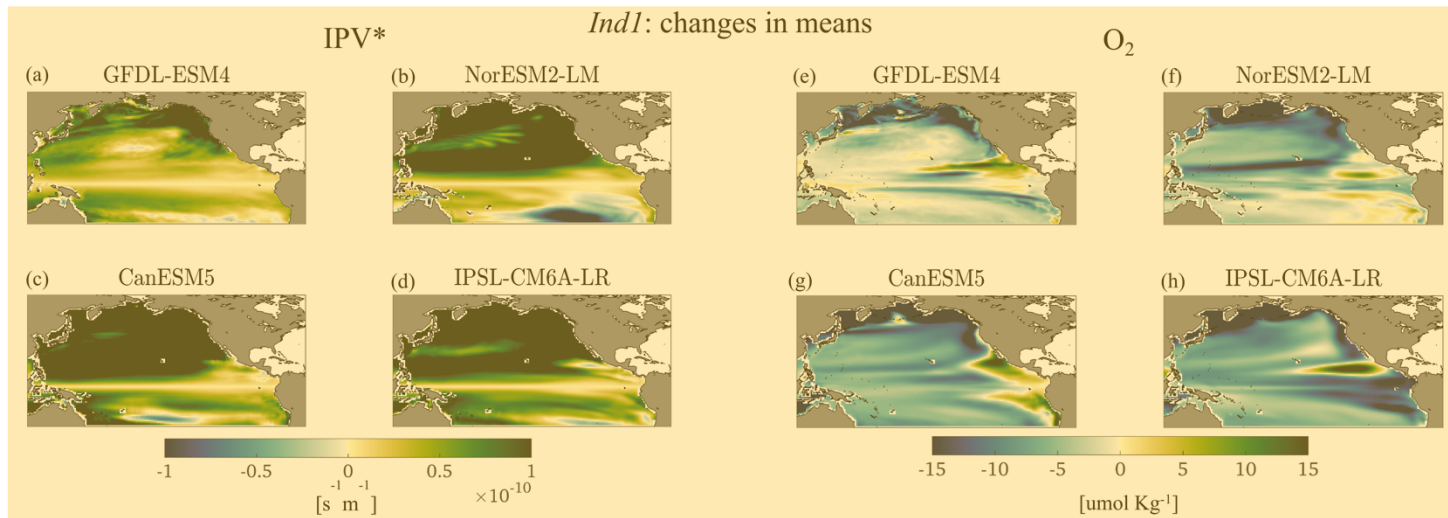 Ind1: changes in means
IPV*
O₂
(a) GFDL-ESM4
(b) NorESM2-LM
(e) GFDL-ESM4
(f) NorESM2-LM
(c) CanESM5
(d) IPSL-CM6A-LR
(g) CanESM5
(h) IPSL-CM6A-LR
-1 -0.5 0 0.5 1
×10⁻¹⁰
[s⁻¹ m⁻¹]
-15 -10 -5 0 5 10 15
[umol Kg⁻¹]